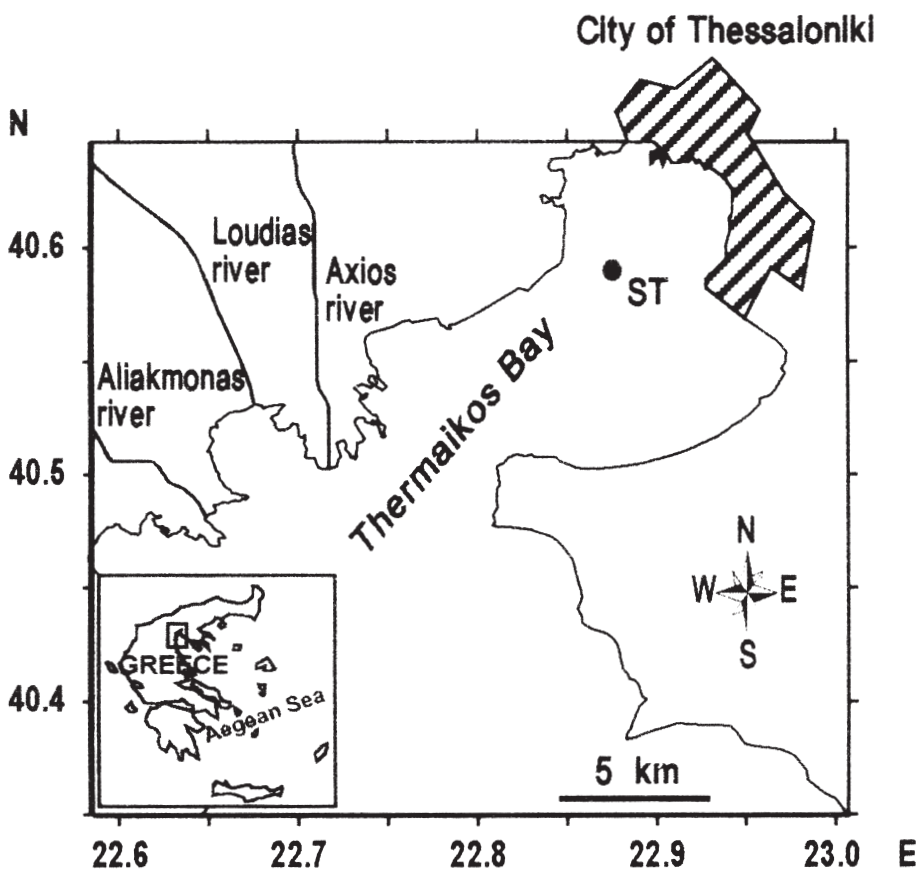 City of Thessaloniki
N
40.6
40.5
40.4
Loudias
river
Axios
river
Aliakmonas
river
ST
Thermaikos Bay
N
W E
S
GREECE
Aegean Sea
5 km
22.6 22.7 22.8 22.9 23.0 E